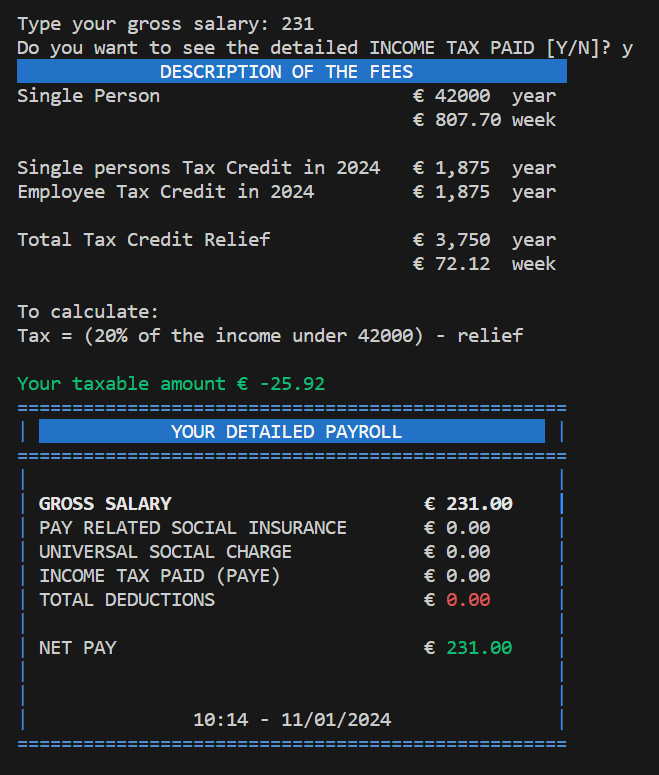 Type your gross salary: 231
Do you want to see the detailed INCOME TAX PAID [Y/N]? y
DESCRIPTION OF THE FEES
Single Person € 42000 year
€ 807.70 week
Single persons Tax Credit in 2024 € 1,875 year
Employee Tax Credit in 2024 € 1,875 year
Total Tax Credit Relief € 3,750 year
€ 72.12 week
To calculate:
Tax = (20% of the income under 42000) - relief
Your taxable amount € -25.92
==================================================
| YOUR DETAILED PAYROLL |
==================================================
| |
| GROSS SALARY € 231.00 |
| PAY RELATED SOCIAL INSURANCE € 0.00 |
| UNIVERSAL SOCIAL CHARGE € 0.00 |
| INCOME TAX PAID (PAYE) € 0.00 |
| TOTAL DEDUCTIONS € 0.00 |
| |
| NET PAY € 231.00 |
| |
| |
| 10:14 - 11/01/2024 |
==================================================